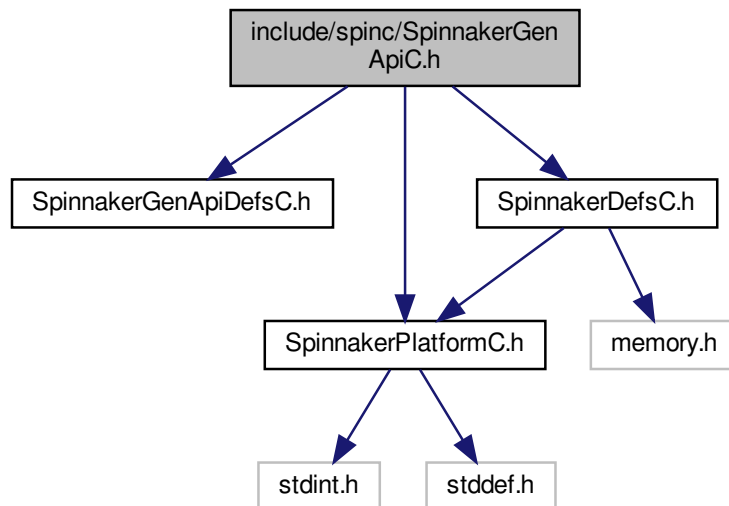 include/spinc/SpinnakerGen
ApiC.h
SpinnakerGenApiDefsC.h
SpinnakerDefsC.h
SpinnakerPlatformC.h
memory.h
stdint.h
stddef.h